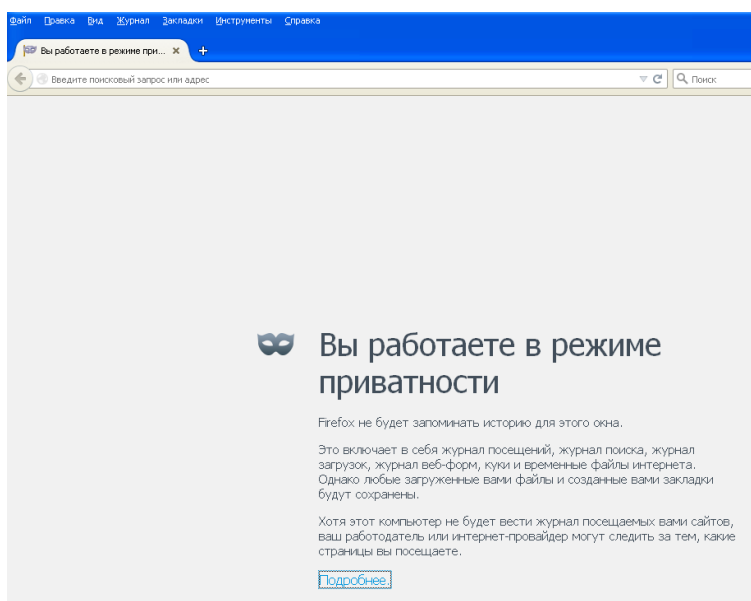 Файл Правка Вид Журнал Закладки Инструменты Справка
Вы работаете в режиме при...
Введите поисковый запрос или адрес
Поиск
Вы работаете в режиме
приватности
Firefox не будет запоминать историю для этого окна.
Это включает в себя журнал посещений, журнал поиска, журнал
загрузок, журнал веб-форм, куки и временные файлы интернета.
Однако любые загруженные вами файлы и созданные вами закладки
будут сохранены.
Хотя этот компьютер не будет вести журнал посещаемых вами сайтов,
ваш работодатель или интернет-провайдер могут следить за тем, какие
страницы вы посещаете.
Подробнее.